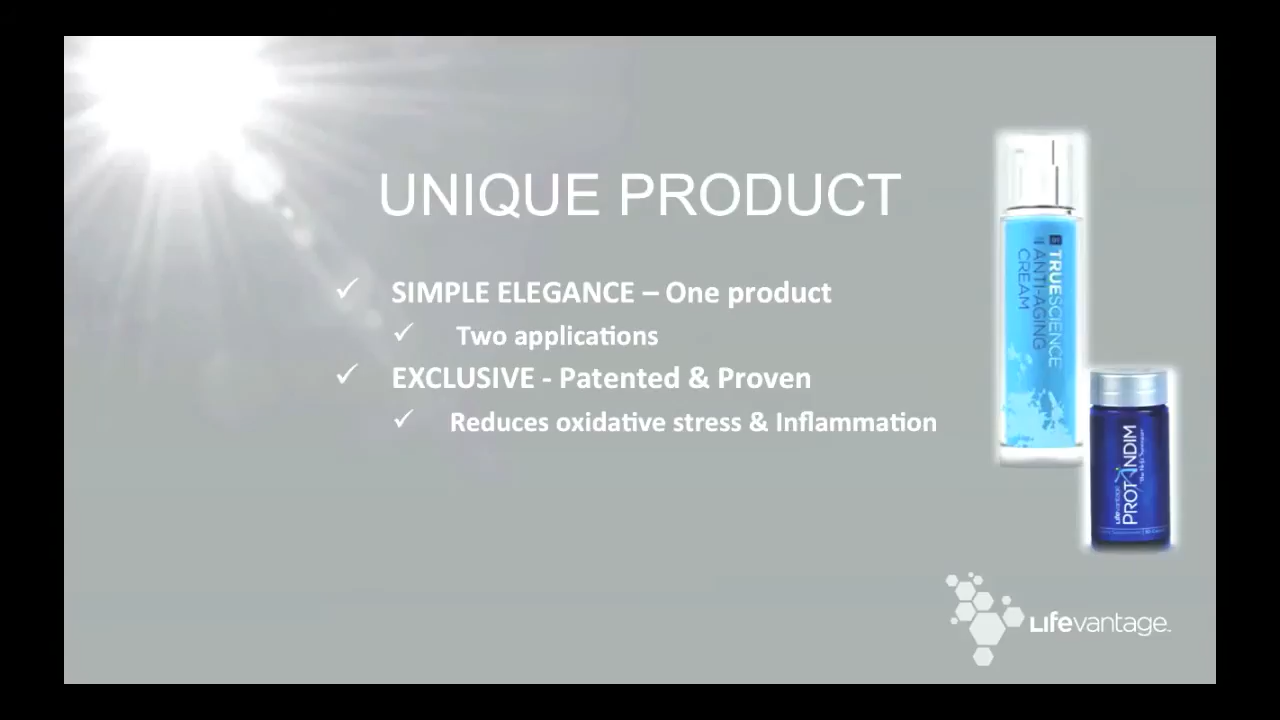 UNIQUE PRODUCT
SIMPLE ELEGANCE – One product
Two applications
EXCLUSIVE - Patented & Proven
Reduces oxidative stress & Inflammation
TRUESCIENCE
ANTI-AGING
CREAM
Lifevantage
PROTANDIM
Lifevantage